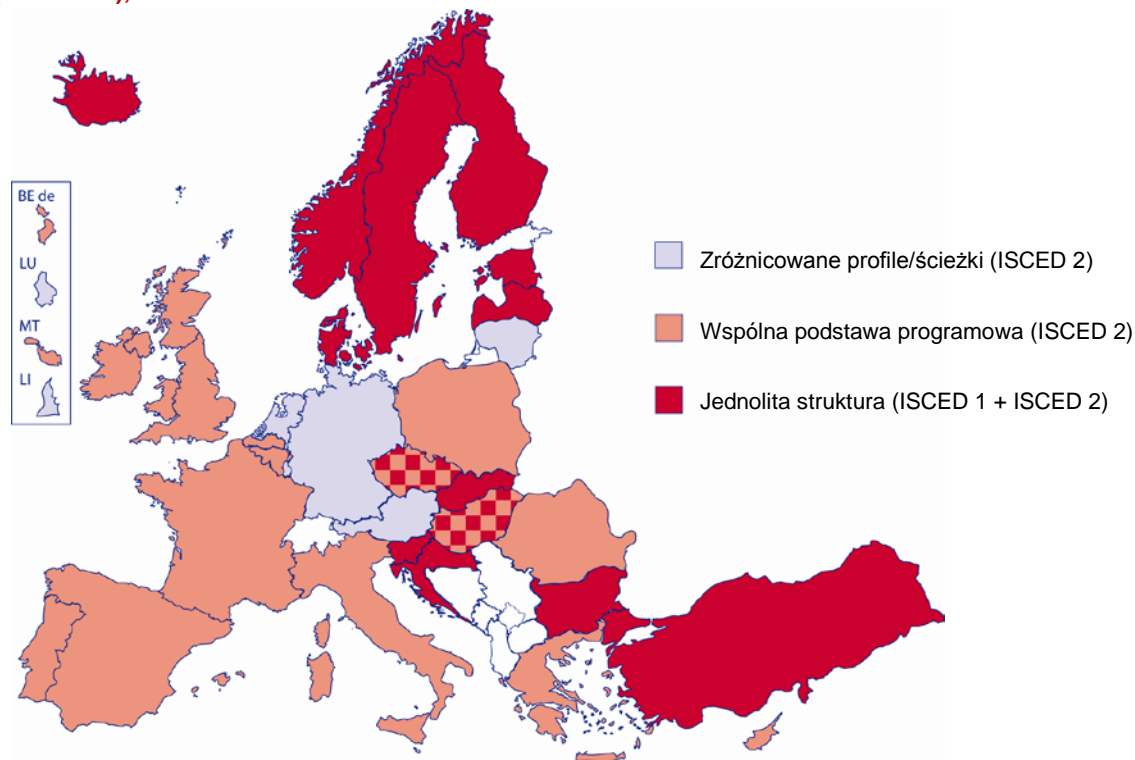 BE de
LU
MT
LI
Zróżnicowane profile/ścieżki (ISCED 2)
Wspólna podstawa programowa (ISCED 2)
Jednolita struktura (ISCED 1 + ISCED 2)